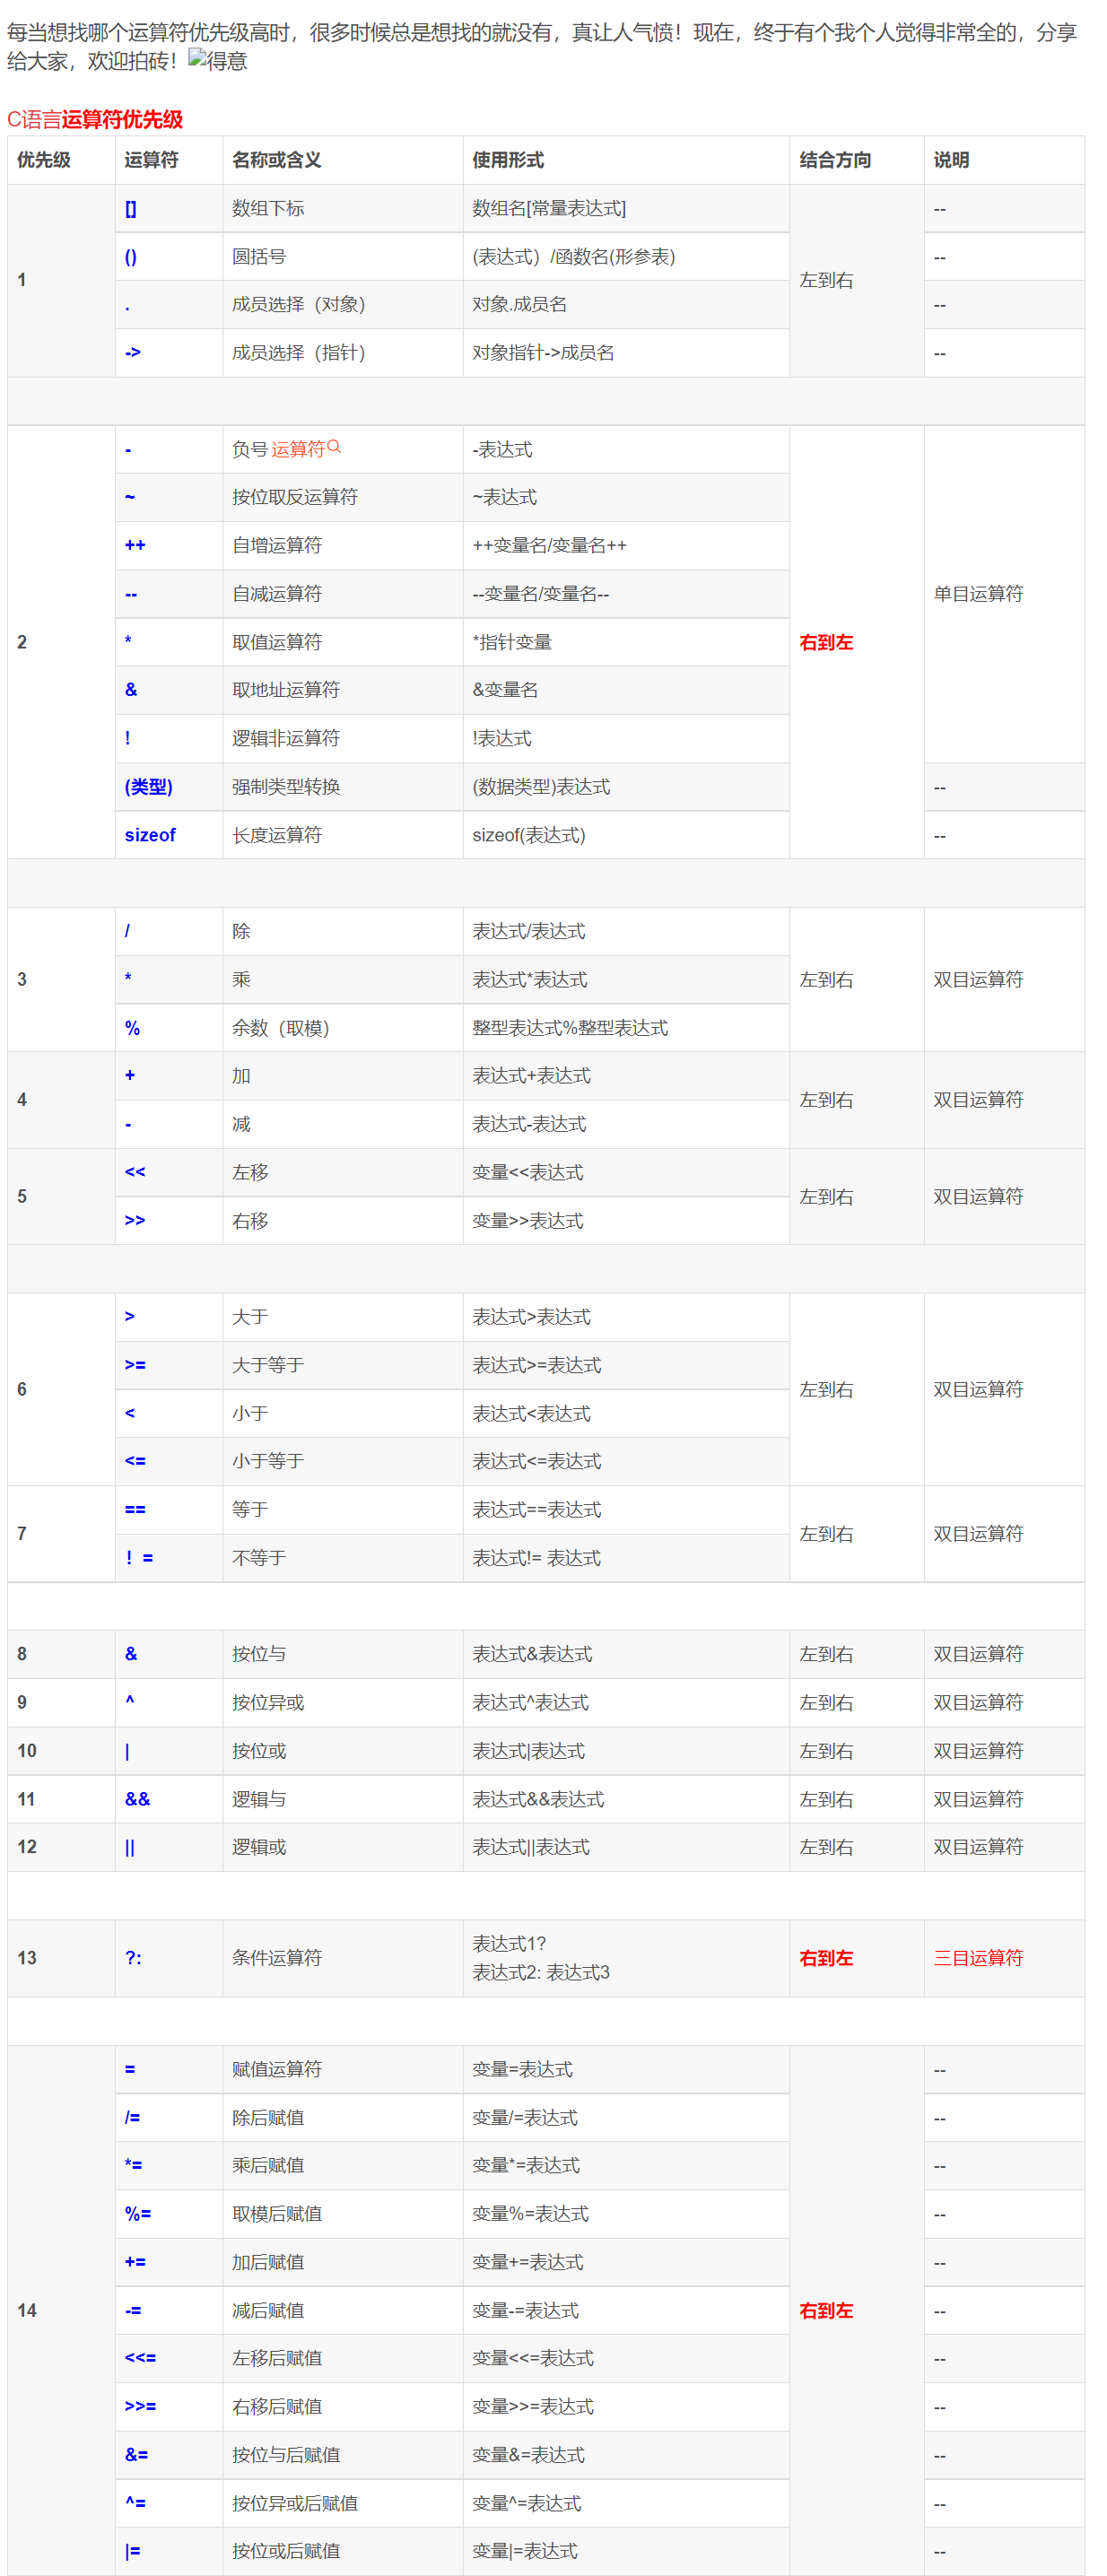 每当想找哪个运算符优先级高时，很多时候总是想找的就没有，真让人气愤！现在，终于有个我个人觉得非常全的，分享
给大家，欢迎拍砖！得意
C语言运算符优先级
优先级 运算符 名称或含义 使用形式 结合方向 说明
1 [] 数组下标 数组名[常量表达式] 左到右 --
() 圆括号 (表达式）/函数名(形参表) --
. 成员选择（对象） 对象.成员名 --
-> 成员选择（指针） 对象指针->成员名 --
2 - 负号运算符 -表达式 右到左 单目运算符
~ 按位取反运算符 ~表达式
++ 自增运算符 ++变量名/变量名++
-- 自减运算符 --变量名/变量名--
* 取值运算符 *指针变量
& 取地址运算符 &变量名
! 逻辑非运算符 !表达式
(类型) 强制类型转换 (数据类型)表达式 --
sizeof 长度运算符 sizeof(表达式) --
3 / 除 表达式/表达式 左到右 双目运算符
* 乘 表达式*表达式
% 余数（取模） 整型表达式%整型表达式
4 + 加 表达式+表达式 左到右 双目运算符
- 减 表达式-表达式
5 << 左移 变量<<表达式 左到右 双目运算符
>> 右移 变量>>表达式
6 > 大于 表达式>表达式 左到右 双目运算符
>= 大于等于 表达式>=表达式
< 小于 表达式<表达式
<= 小于等于 表达式<=表达式
7 == 等于 表达式==表达式 左到右 双目运算符
！= 不等于 表达式!= 表达式
8 & 按位与 表达式&表达式 左到右 双目运算符
9 ^ 按位异或 表达式^表达式 左到右 双目运算符
10 | 按位或 表达式|表达式 左到右 双目运算符
11 && 逻辑与 表达式&&表达式 左到右 双目运算符
12 || 逻辑或 表达式||表达式 左到右 双目运算符
13 ?: 条件运算符 表达式1? 右到左 三目运算符
表达式2: 表达式3
14 = 赋值运算符 变量=表达式 右到左 --
/= 除后赋值 变量/=表达式 --
*= 乘后赋值 变量*=表达式 --
%= 取模后赋值 变量%=表达式 --
+= 加后赋值 变量+=表达式 --
-= 减后赋值 变量-=表达式 --
<<= 左移后赋值 变量<<=表达式 --
>>= 右移后赋值 变量>>=表达式 --
&= 按位与后赋值 变量&=表达式 --
^= 按位异或后赋值 变量^=表达式 --
|= 按位或后赋值 变量|=表达式 --